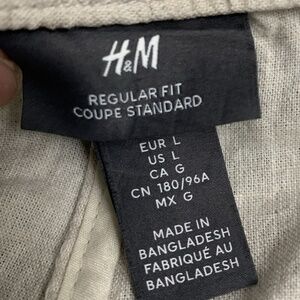 H&M
REGULAR FIT
COUPE STANDARD
EUR L
US L
CA G
CN 180/96A
MX G
MADE IN
BANGLADESH
FABRIQUÉ AU
BANGLADESH